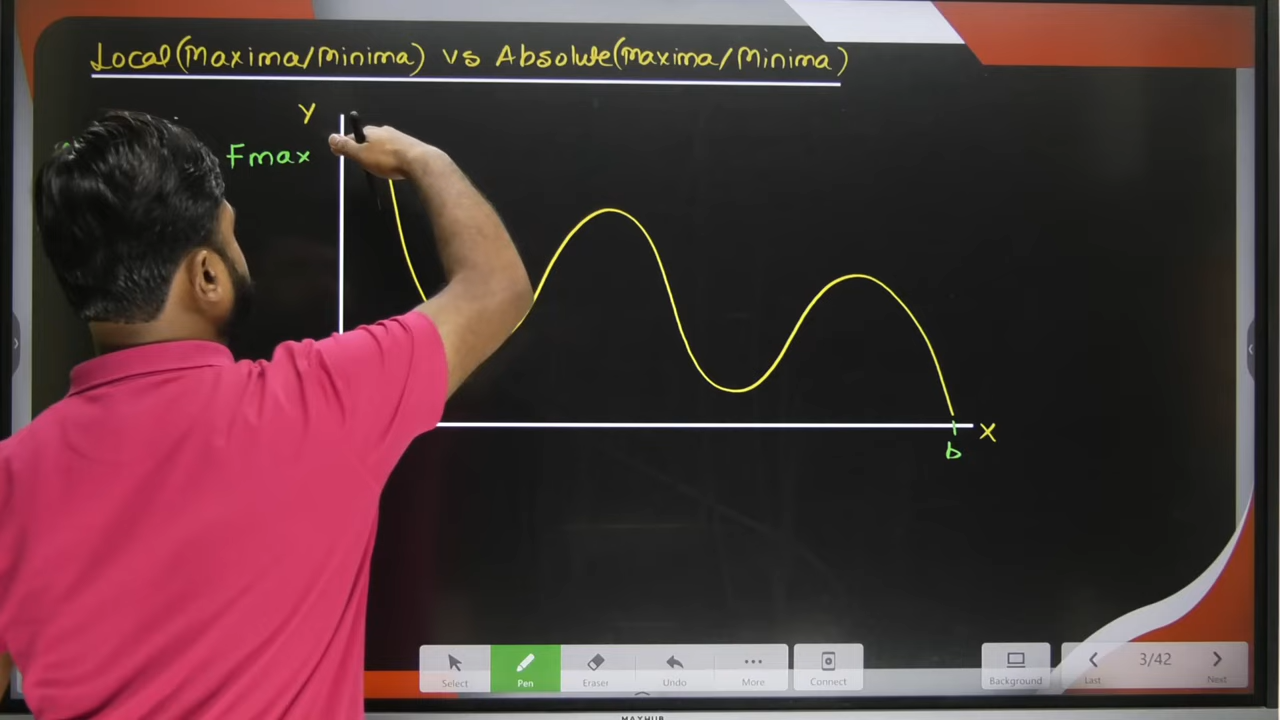 Local(Maxima/Minima) vs Absolute(Maxima/Minima)
Y
Fmax
X
b
Select
Pen
Eraser
Undo
More
Connect
Background
Last
3/42
Next
MAXHUB